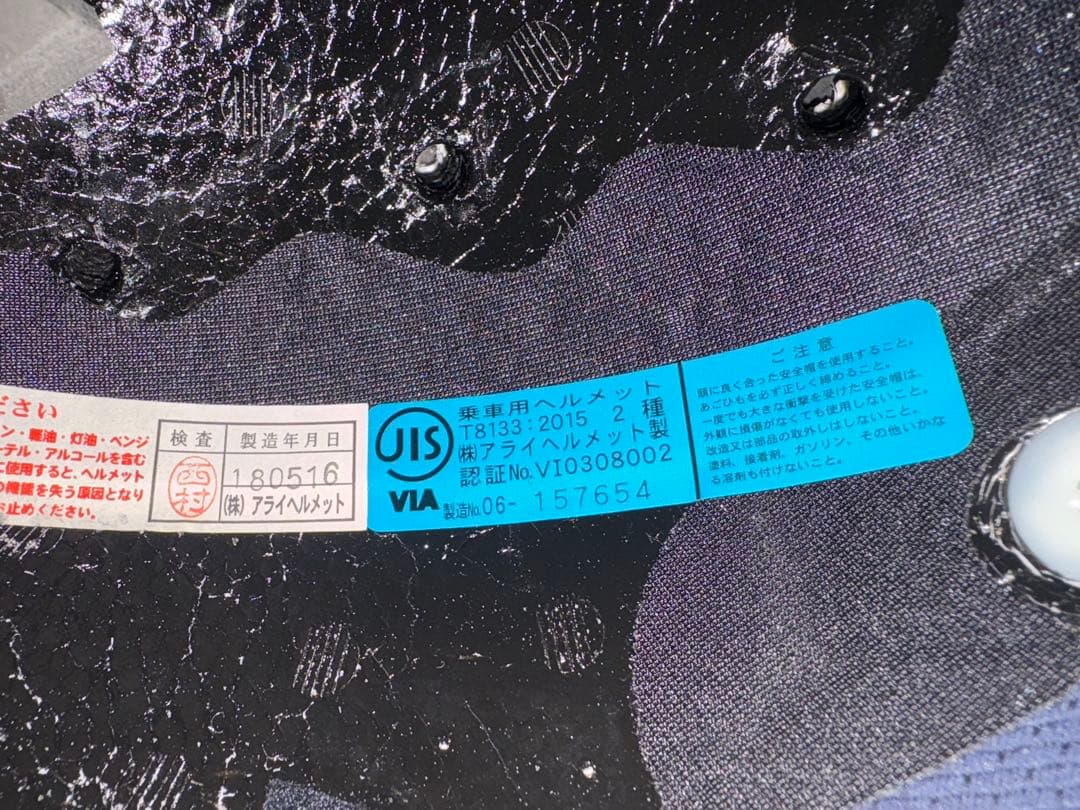 ださい
ン・軽油・灯油・ベンジ
ーテル・アルコールを含む
に使用すると、ヘルメット
の機能を失う原因となり
お止めください。
検査
製造年月日
西村
180516
(株) アライヘルメット
JIS
VIA
乗車用ヘルメット
T8133:2015 2種
(株)アライヘルメット製
認証No.VI0308002
製造No.06- 157654
ご注意
頭に良く合った安全帽を使用すること。
あごひもを必ず正しく締めること。
一度でも大きな衝撃を受けた安全帽は、
外観に損傷がなくても使用しないこと。
改造又は部品の取外しはしないこと。
塗料、接着剤、ガソリン、その他いかな
る溶剤も付けないこと。